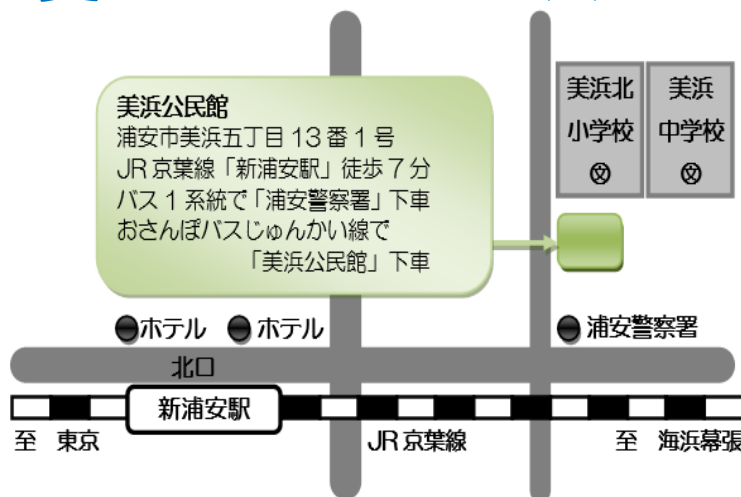 美浜公民館
浦安市美浜五丁目13番1号
JR京葉線「新浦安駅」徒歩7分
バス1系統で「浦安警察署」下車
おさんぽバスじゅんかい線で
「美浜公民館」下車
美浜北
小学校
文
美浜
中学校
文
ホテル
ホテル
浦安警察署
北口
新浦安駅
至 東京
JR京葉線
至 海浜幕張